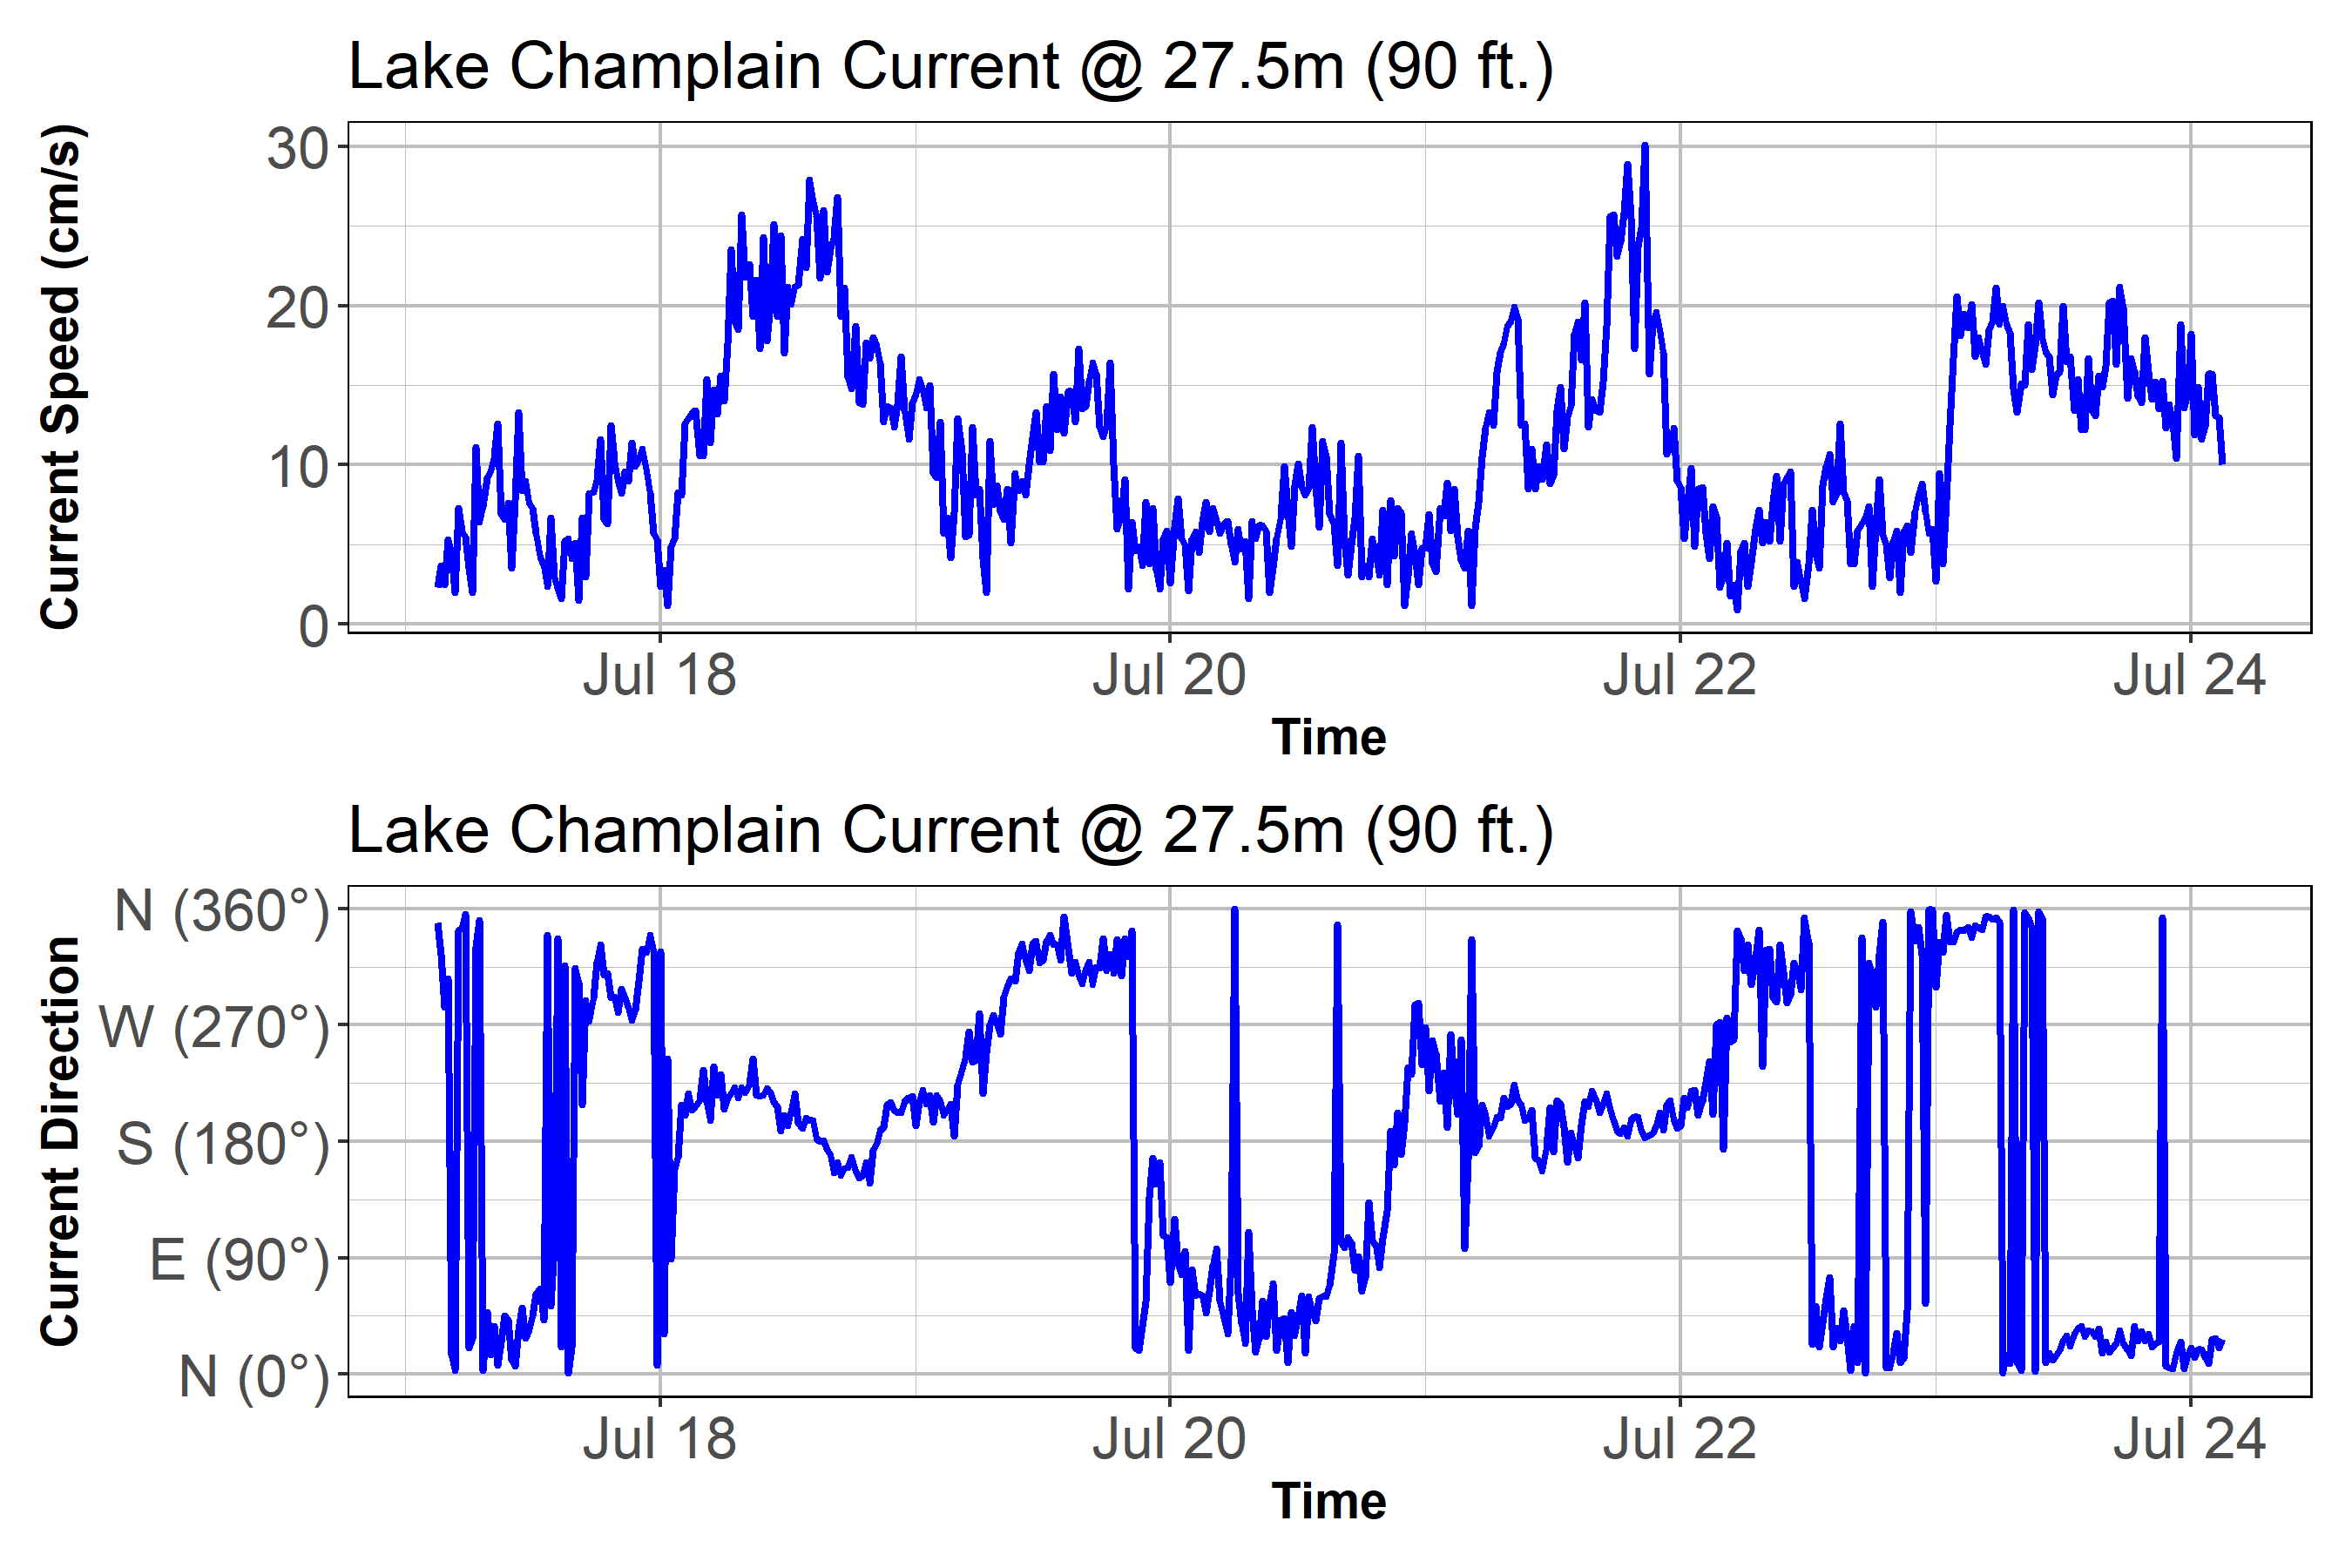 Lake Champlain Current @ 27.5m (90 ft.)
Current Speed (cm/s)
30
20
10
0
Jul 18 Jul 20 Jul 22 Jul 24
Time
Lake Champlain Current @ 27.5m (90 ft.)
Current Direction
N (360°)
W (270°)
S (180°)
E (90°)
N (0°)
Jul 18 Jul 20 Jul 22 Jul 24
Time